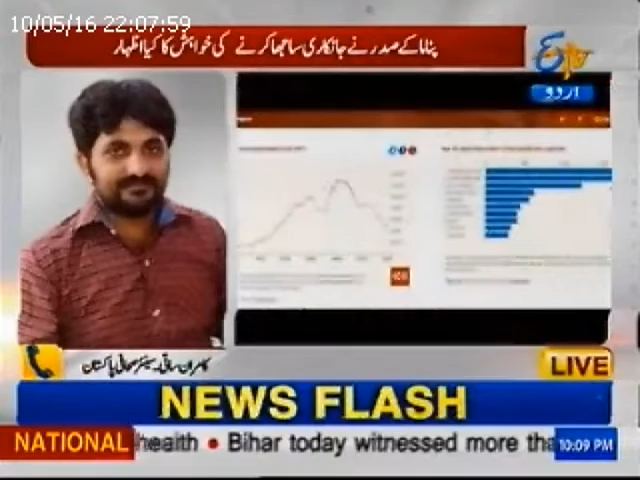 10/05/16 22:07:59
پناما کے صدر نے جانکاری ساجھا کرنے کی خواہش کا کیا اظہار
ETV
اردو
کامران ساقی، سینئر صحافی پاکستان
LIVE
NEWS FLASH
NATIONAL health • Bihar today witnessed more tha 10:09 PM